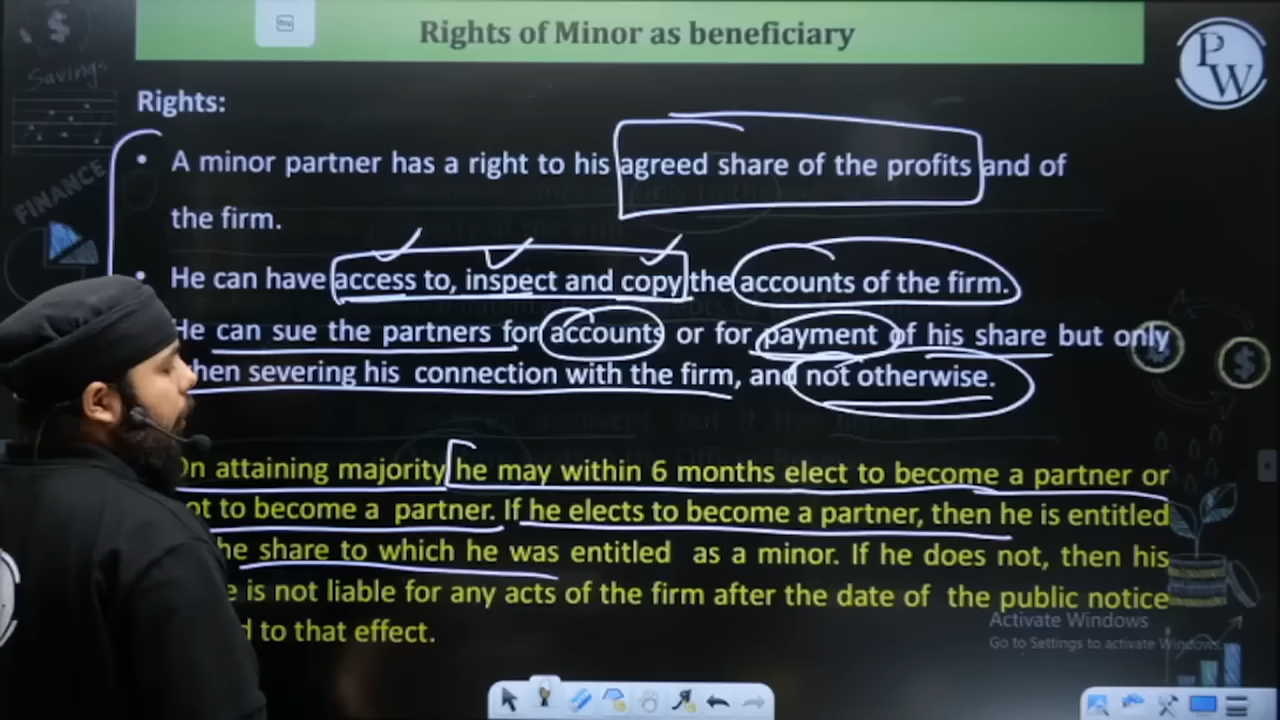 Rights of Minor as beneficiary
P
W
Savings
FINANCE
Rights:
• A minor partner has a right to his agreed share of the profits and of
the firm.
• He can have access to, inspect and copy the accounts of the firm.
He can sue the partners for accounts or for payment of his share but only
hen severing his connection with the firm, and not otherwise.
On attaining majority he may within 6 months elect to become a partner or
ot to become a partner. If he elects to become a partner, then he is entitled
he share to which he was entitled as a minor. If he does not, then his
e is not liable for any acts of the firm after the date of the public notice
d to that effect.
Activate Windows
Go to Settings to activate Windows.